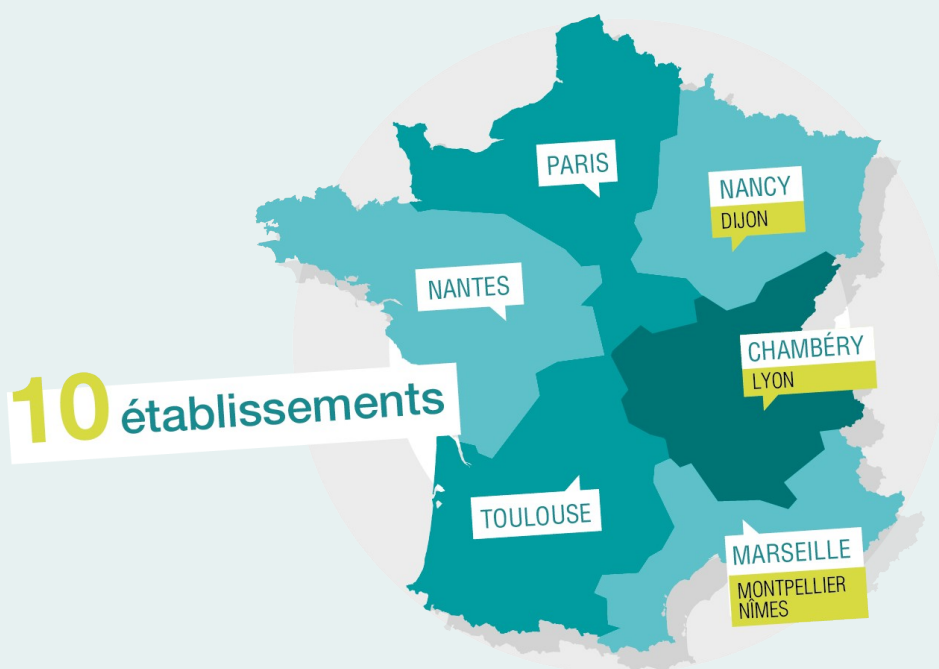 PARIS
NANCY
DIJON
NANTES
CHAMBÉRY
LYON
10 établissements
TOULOUSE
MARSEILLE
MONTPELLIER
NÎMES